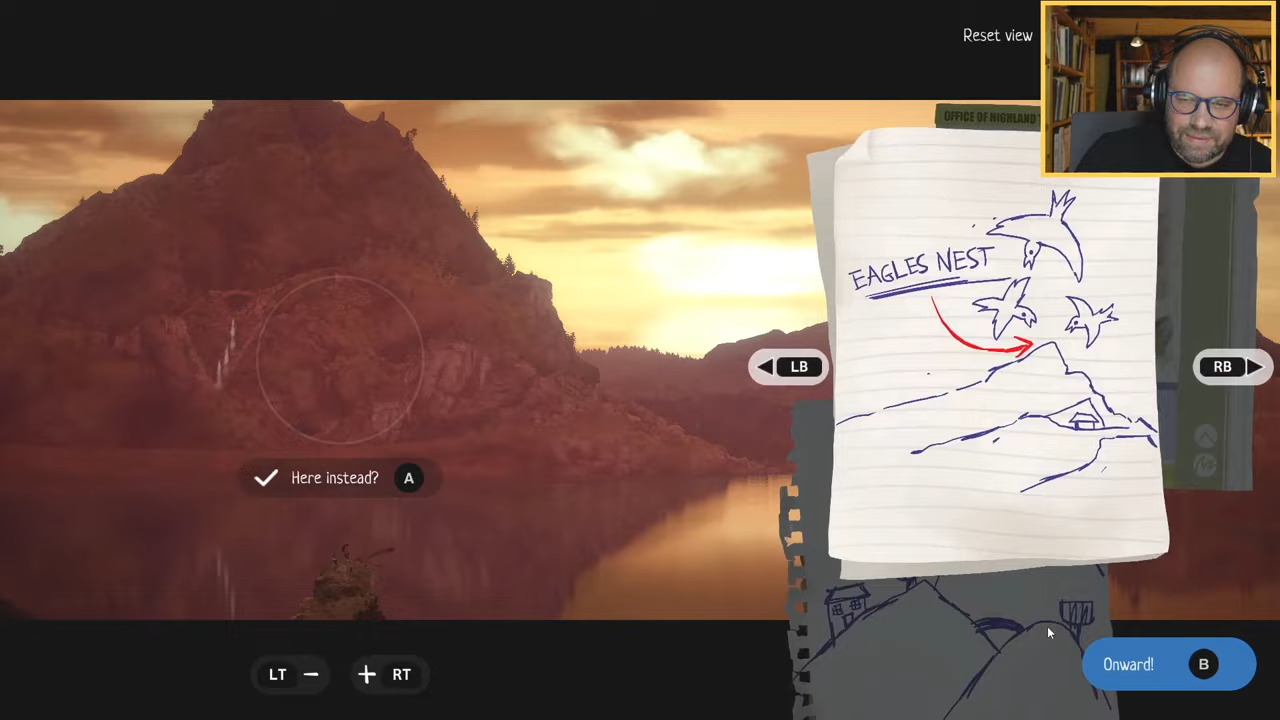 Reset view
OFFICE OF HIGHLAND
EAGLES NEST
LB
RB
Here instead? A
LT
RT
Onward! B